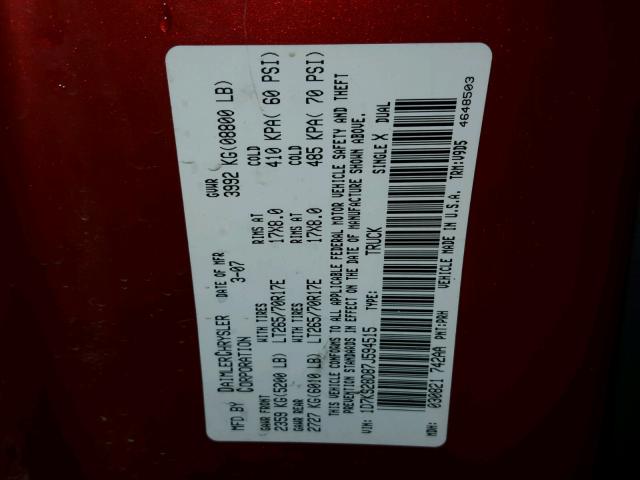 MFD BY DAIMLERCHRYSLER CORPORATION DATE OF MFR 3-07 GVWR 3992 KG(08800 LB)
GAWR FRONT WITH TIRES RIMS AT COLD
2359 KG(5200 LB) LT265/70R17E 17X8.0 410 KPA( 60 PSI)
GAWR REAR WITH TIRES RIMS AT COLD
2727 KG(6010 LB) LT265/70R17E 17X8.0 485 KPA( 70 PSI)
THIS VEHICLE CONFORMS TO ALL APPLICABLE FEDERAL MOTOR VEHICLE SAFETY AND THEFT
PREVENTION STANDARDS IN EFFECT ON THE DATE OF MANUFACTURE SHOWN ABOVE.
VIN: 1D7KS28D87J594515 TYPE: TRUCK SINGLE X DUAL
MDH: 030821 742AA PNT: PRH VEHICLE MADE IN U.S.A. TRM: V9D5
4648503